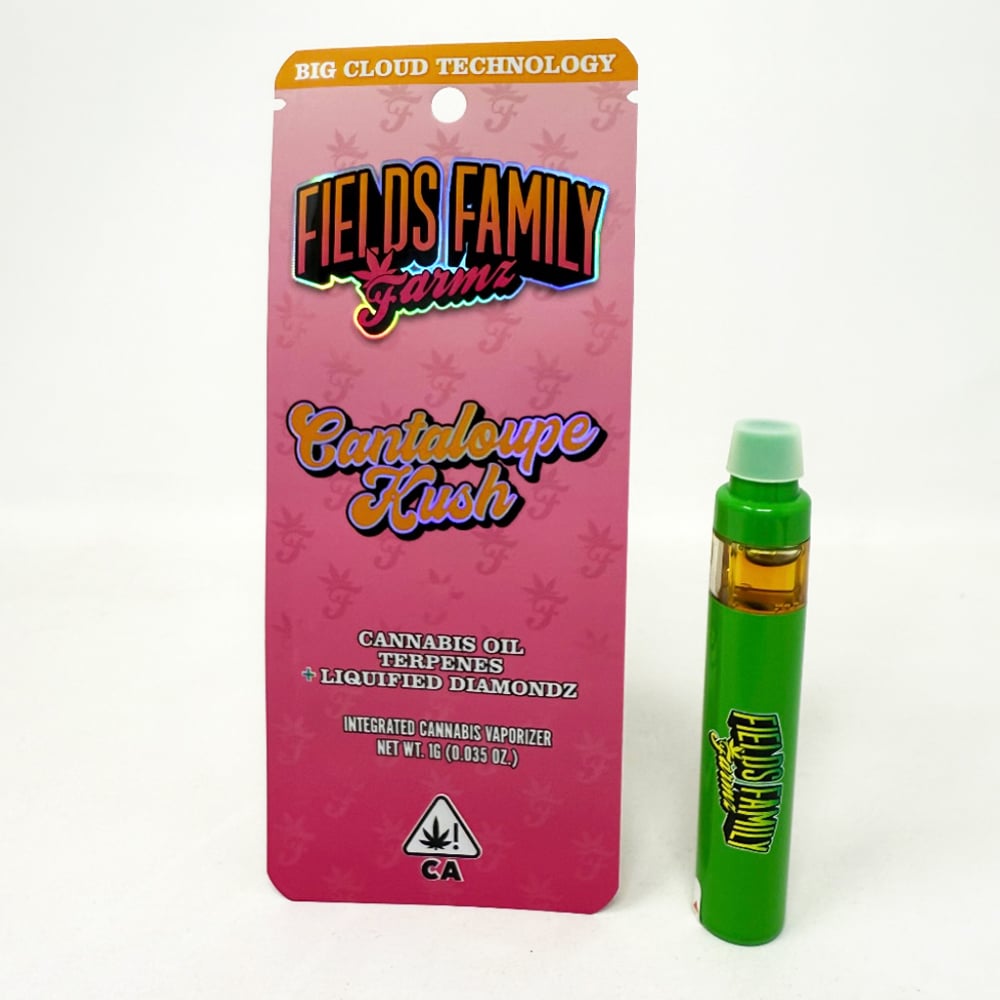 BIG CLOUD TECHNOLOGY
FIELDS FAMILY
Farmz
Cantaloupe
Kush
CANNABIS OIL
TERPENES
+ LIQUIFIED DIAMONDZ
INTEGRATED CANNABIS VAPORIZER
NET WT. 1G (0.035 OZ.)
!
CA
FIELDS FAMILY
Farmz